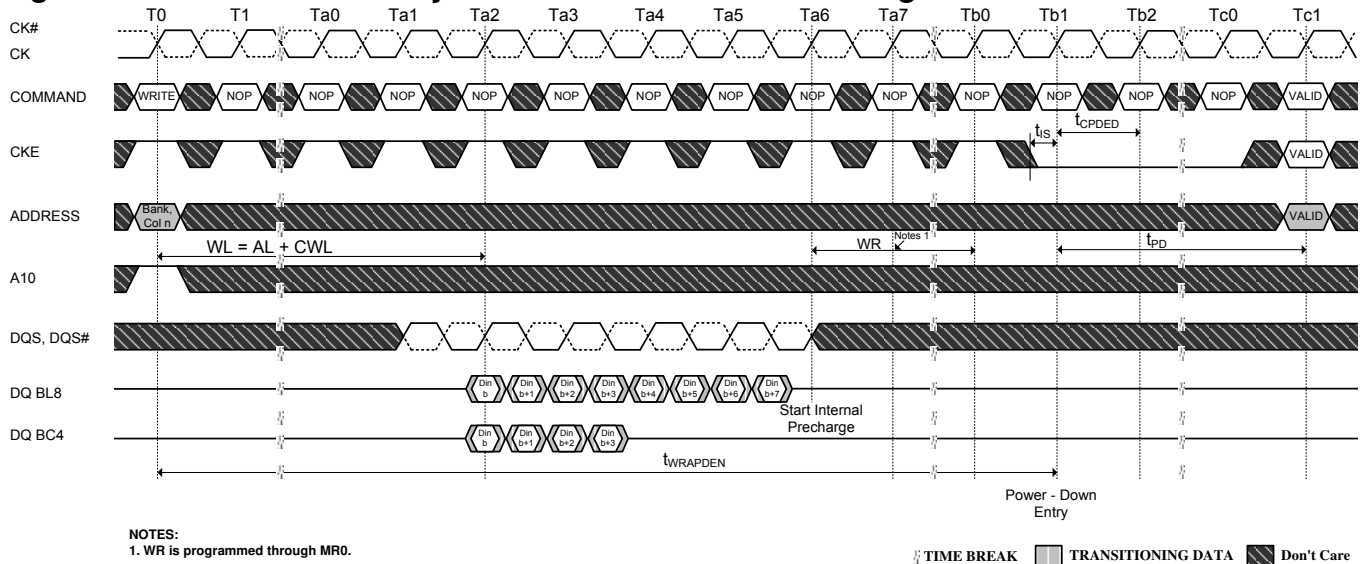 T0 T1 Ta0 Ta1 Ta2 Ta3 Ta4 Ta5 Ta6 Ta7 Tb0 Tb1 Tb2 Tc0 Tc1
CK#
CK
COMMAND WRITE NOP NOP NOP NOP NOP NOP NOP NOP NOP NOP NOP NOP NOP VALID
tIS tCPDED
CKE VALID
ADDRESS Bank, Col n VALID
WL = AL + CWL WR Notes 1 tPD
A10
DQS, DQS#
DQ BL8 Din b Din b+1 Din b+2 Din b+3 Din b+4 Din b+5 Din b+6 Din b+7
Start Internal
Precharge
DQ BC4 Din b Din b+1 Din b+2 Din b+3
tWRAPDEN
Power - Down
Entry
NOTES:
1. WR is programmed through MR0.
TIME BREAK TRANSITIONING DATA Don't Care